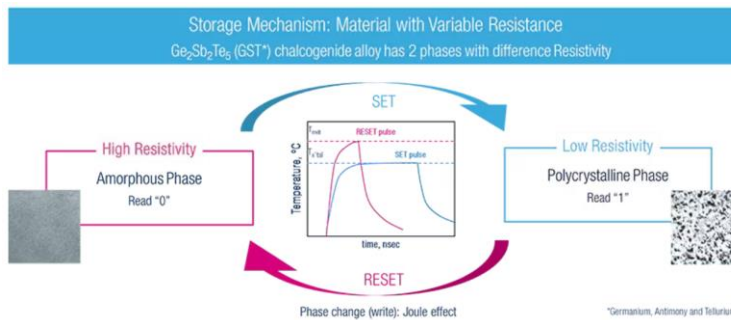 Storage Mechanism: Material with Variable Resistance
Ge₂Sb₂Te₅ (GST*) chalcogenide alloy has 2 phases with difference Resistivity
SET
High Resistivity
Amorphous Phase
Read "0"
Temperature, ºC
Tmelt
RESET pulse
SET pulse
time, nsec
Low Resistivity
Polycrystalline Phase
Read "1"
RESET
Phase change (write): Joule effect
*Germanium, Antimony and Tellurium